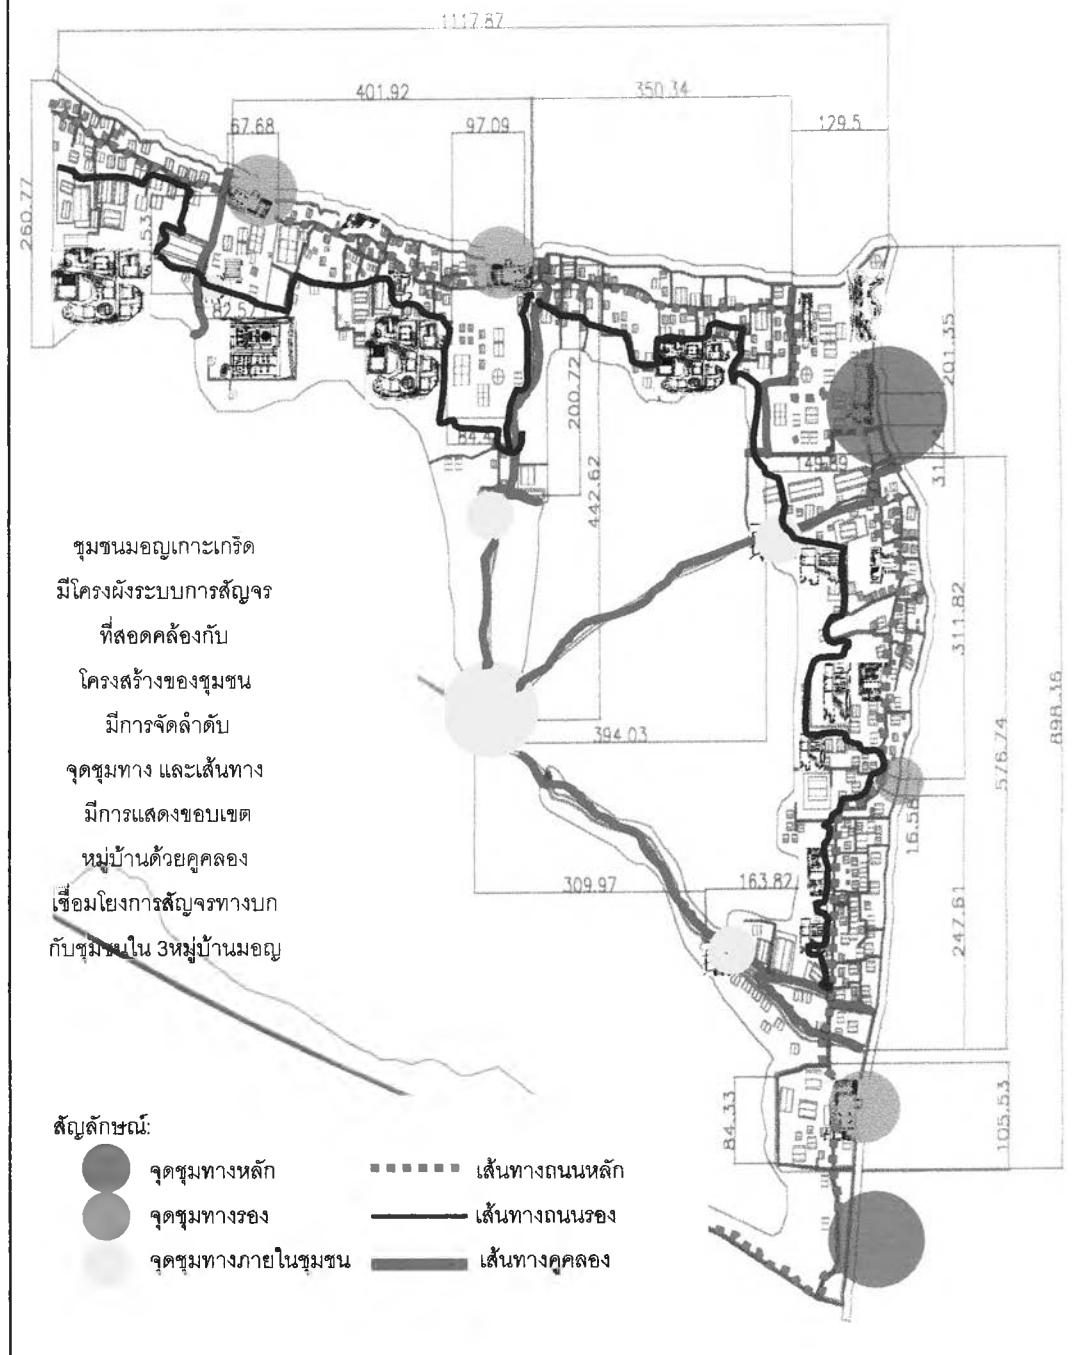 1117.87
401.92
350.34
67.68
97.09
129.5
260.77
53
82.57
200.72
201.35
84.4
442.62
149.89
317
ชุมชนมอญเกาะเกร็ด
มีโครงผังระบบการสัญจร
ที่สอดคล้องกับ
โครงสร้างของชุมชน
มีการจัดลำดับ
จุดชุมทาง และเส้นทาง
มีการแสดงขอบเขต
หมู่บ้านด้วยคูคลอง
เชื่อมโยงการสัญจรทางบก
กับชุมชนใน 3หมู่บ้านมอญ
311.82
898.36
394.03
576.74
16.58
309.97
163.82
247.61
84.33
105.53
สัญลักษณ์:
จุดชุมทางหลัก
เส้นทางถนนหลัก
จุดชุมทางรอง
เส้นทางถนนรอง
จุดชุมทางภายในชุมชน
เส้นทางคูคลอง